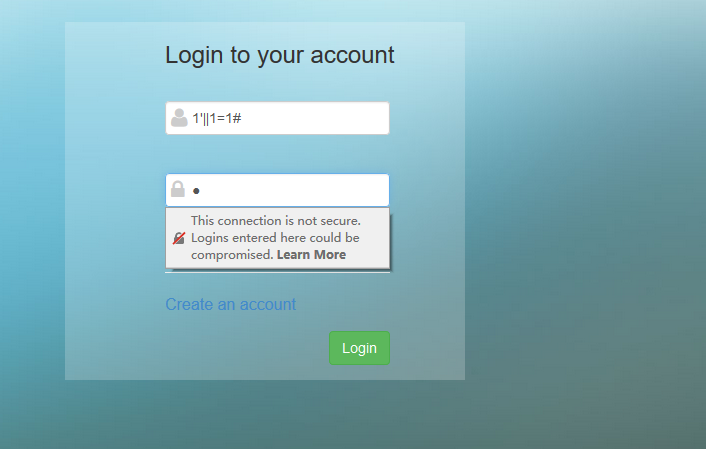 Login to your account
1'||1=1#
●
This connection is not secure.
Logins entered here could be
compromised. Learn More
Create an account
Login